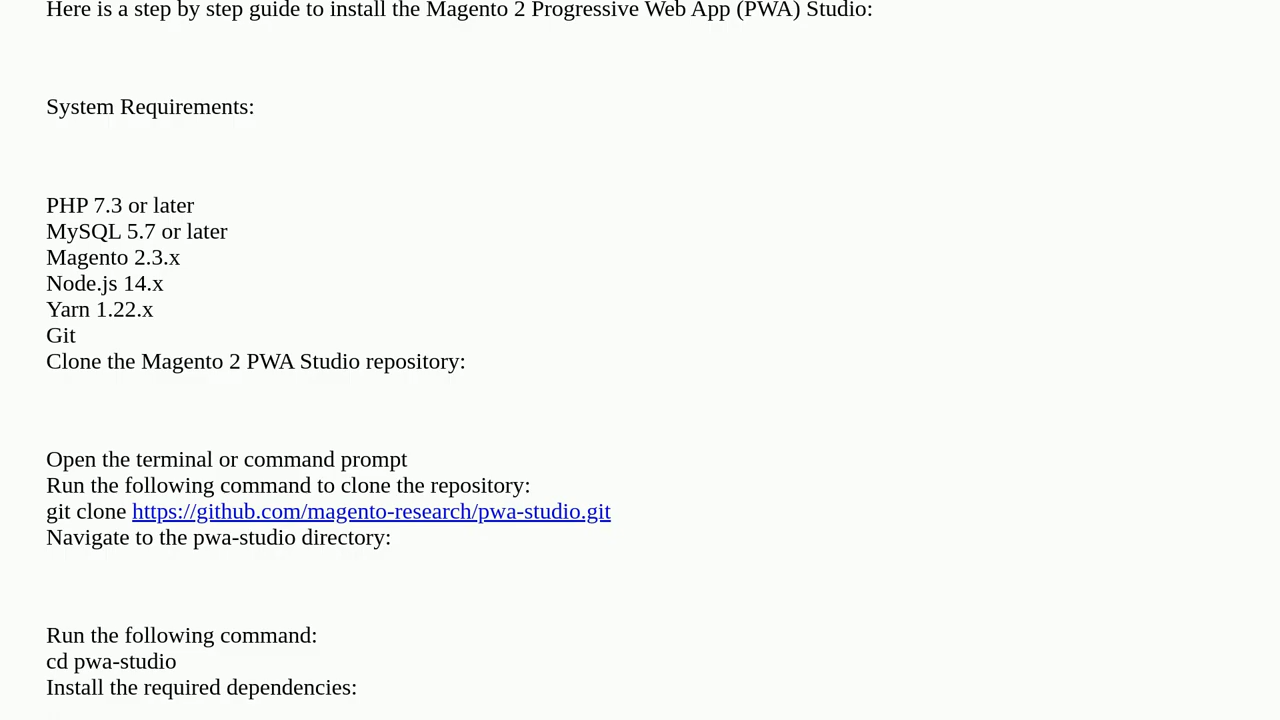 Here is a step by step guide to install the Magento 2 Progressive Web App (PWA) Studio:
System Requirements:
PHP 7.3 or later
MySQL 5.7 or later
Magento 2.3.x
Node.js 14.x
Yarn 1.22.x
Git
Clone the Magento 2 PWA Studio repository:
Open the terminal or command prompt
Run the following command to clone the repository:
git clone https://github.com/magento-research/pwa-studio.git
Navigate to the pwa-studio directory:
Run the following command:
cd pwa-studio
Install the required dependencies: